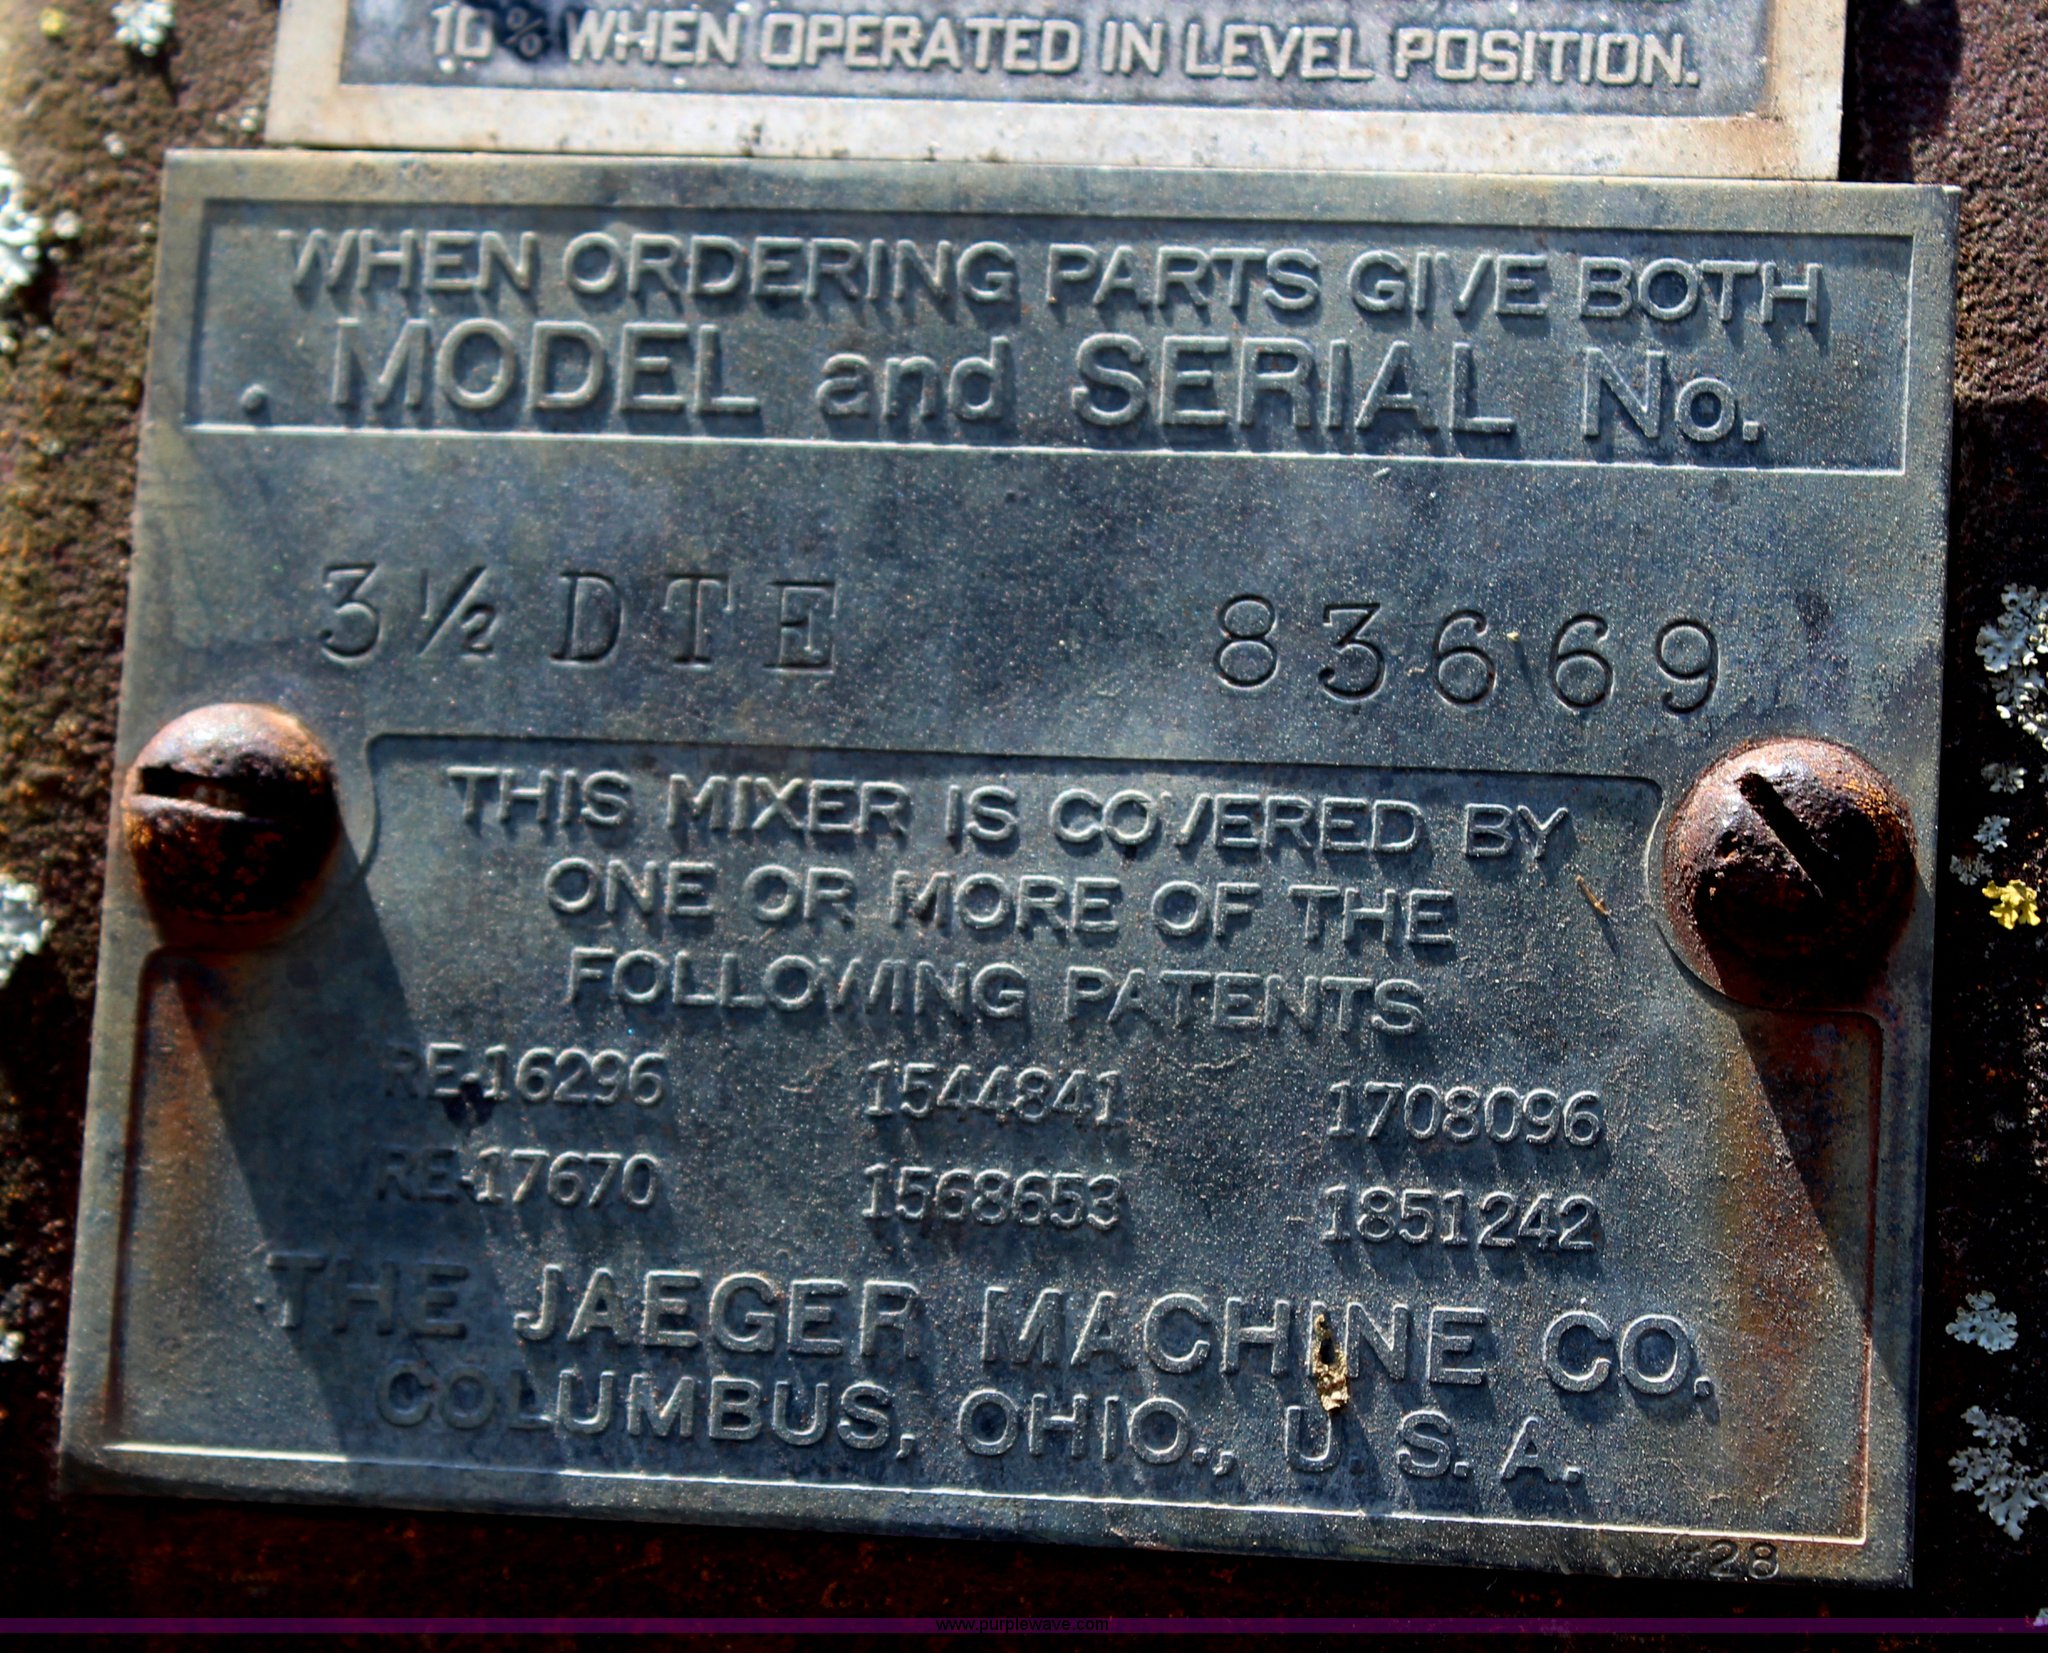 10% WHEN OPERATED IN LEVEL POSITION.
WHEN ORDERING PARTS GIVE BOTH
. MODEL and SERIAL No.
3½ DTE 83669
THIS MIXER IS COVERED BY
ONE OR MORE OF THE
FOLLOWING PATENTS
RE-16296 1544841 1708096
RE-17670 1568653 1851242
THE JAEGER MACHINE CO.
COLUMBUS, OHIO., U. S. A.
28
www.purplewave.com